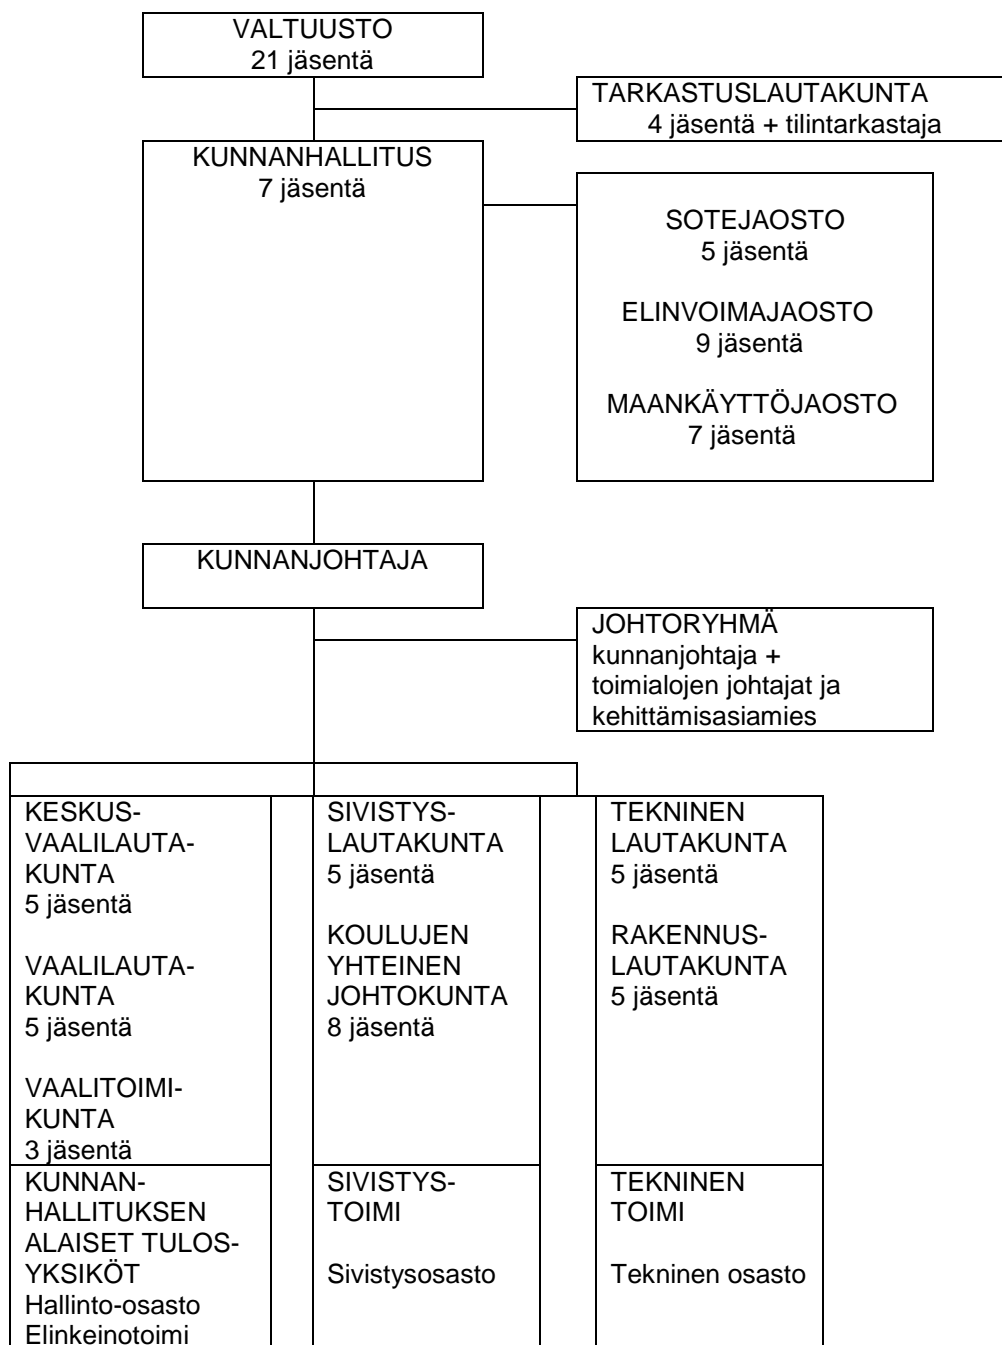 VALTUUSTO
21 jäsentä
TARKASTUSLAUTAKUNTA
4 jäsentä + tilintarkastaja
KUNNANHALLITUS
7 jäsentä
SOTEJAOSTO
5 jäsentä
ELINVOIMAJAOSTO
9 jäsentä
MAANKÄYTTÖJAOSTO
7 jäsentä
KUNNANJOHTAJA
JOHTORYHMÄ
kunnanjohtaja +
toimialojen johtajat ja
kehittämisasiamies
KESKUS-
VAALILAUTA-
KUNTA
5 jäsentä
VAALILAUTA-
KUNTA
5 jäsentä
VAALITOIMI-
KUNTA
3 jäsentä
SIVISTYS-
LAUTAKUNTA
5 jäsentä
KOULUJEN
YHTEINEN
JOHTOKUNTA
8 jäsentä
TEKNINEN
LAUTAKUNTA
5 jäsentä
RAKENNUS-
LAUTAKUNTA
5 jäsentä
KUNNAN-
HALLITUKSEN
ALAISET TULOS-
YKSIKÖT
Hallinto-osasto
Elinkeinotoimi
SIVISTYS-
TOIMI
Sivistysosasto
TEKNINEN
TOIMI
Tekninen osasto